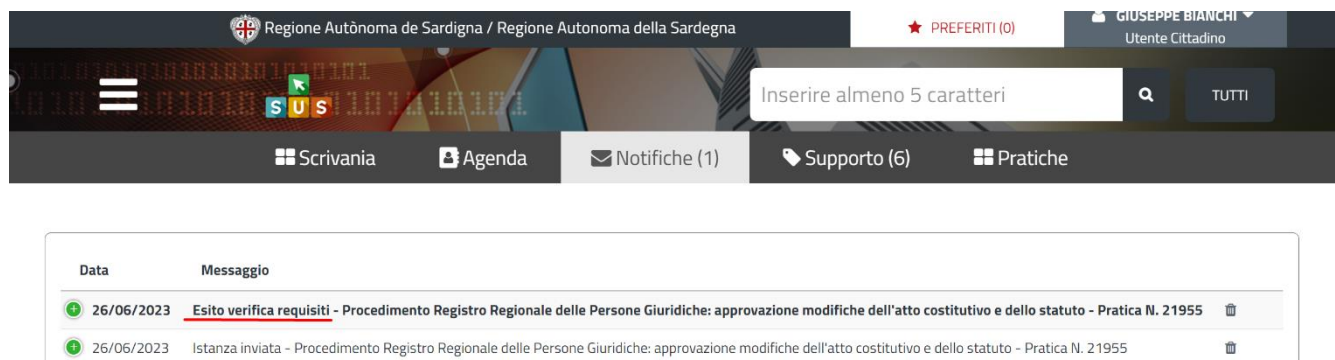 Regione Autònoma de Sardigna / Regione Autonoma della Sardegna
PREFERITI (0)
GIUSEPPE BIANCHI
Utente Cittadino
SUS
Inserire almeno 5 caratteri
TUTTI
Scrivania
Agenda
Notifiche (1)
Supporto (6)
Pratiche
Data Messaggio
26/06/2023 Esito verifica requisiti - Procedimento Registro Regionale delle Persone Giuridiche: approvazione modifiche dell'atto costitutivo e dello statuto - Pratica N. 21955
26/06/2023 Istanza inviata - Procedimento Registro Regionale delle Persone Giuridiche: approvazione modifiche dell'atto costitutivo e dello statuto - Pratica N. 21955